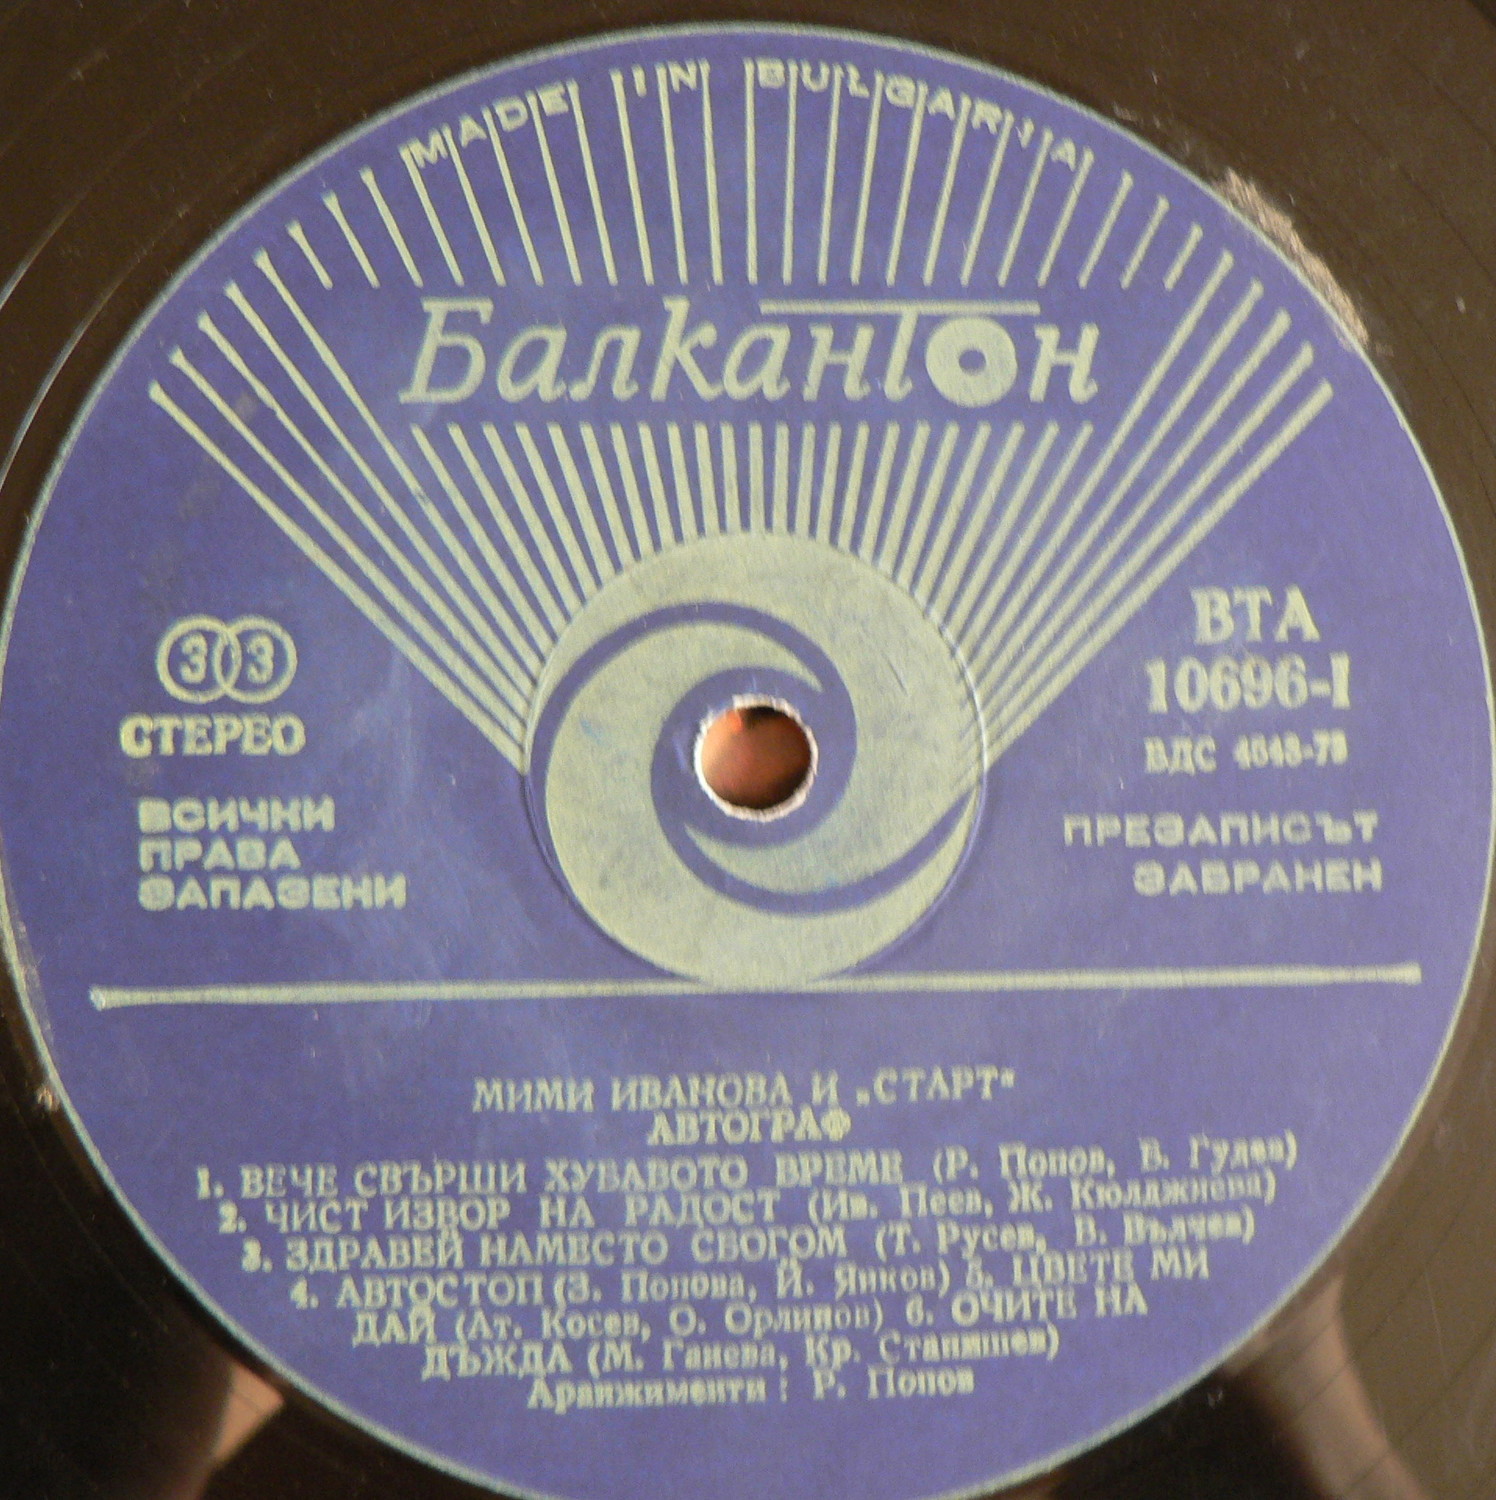 MADE IN BULGARIA
Балкантон
33
СТЕРЕО
ВСИЧКИ
ПРАВА
ЗАПАЗЕНИ
ВТА
10696-I
ВДС
ПРЕЗАПИСЪТ
ЗАБРАНЕН
МИМИ ИВАНОВА И „СТАРТ“
АВТОГРАФ
1. ВЕЧЕ СВЪРШИ ХУБАВОТО ВРЕМЕ (Р. Попов, Б. Гудев)
2. ЧИСТ ИЗВОР НА РАДОСТ (Ив. Пеев, Ж. Кюлджиева)
3. ЗДРАВЕЙ НАМЕСТО СБОГОМ (Т. Русев, В. Вълчев)
4. АВТОСТОП (З. Попова, Й. Янков) 5. ЦВЕТЕ МИ
ДАЙ (Ат. Косев, О. Орлинов) 6. ОЧИТЕ НА
ДЪЖДА (М. Ганева, Кр. Станишев)
Аранжименти : Р. Попов